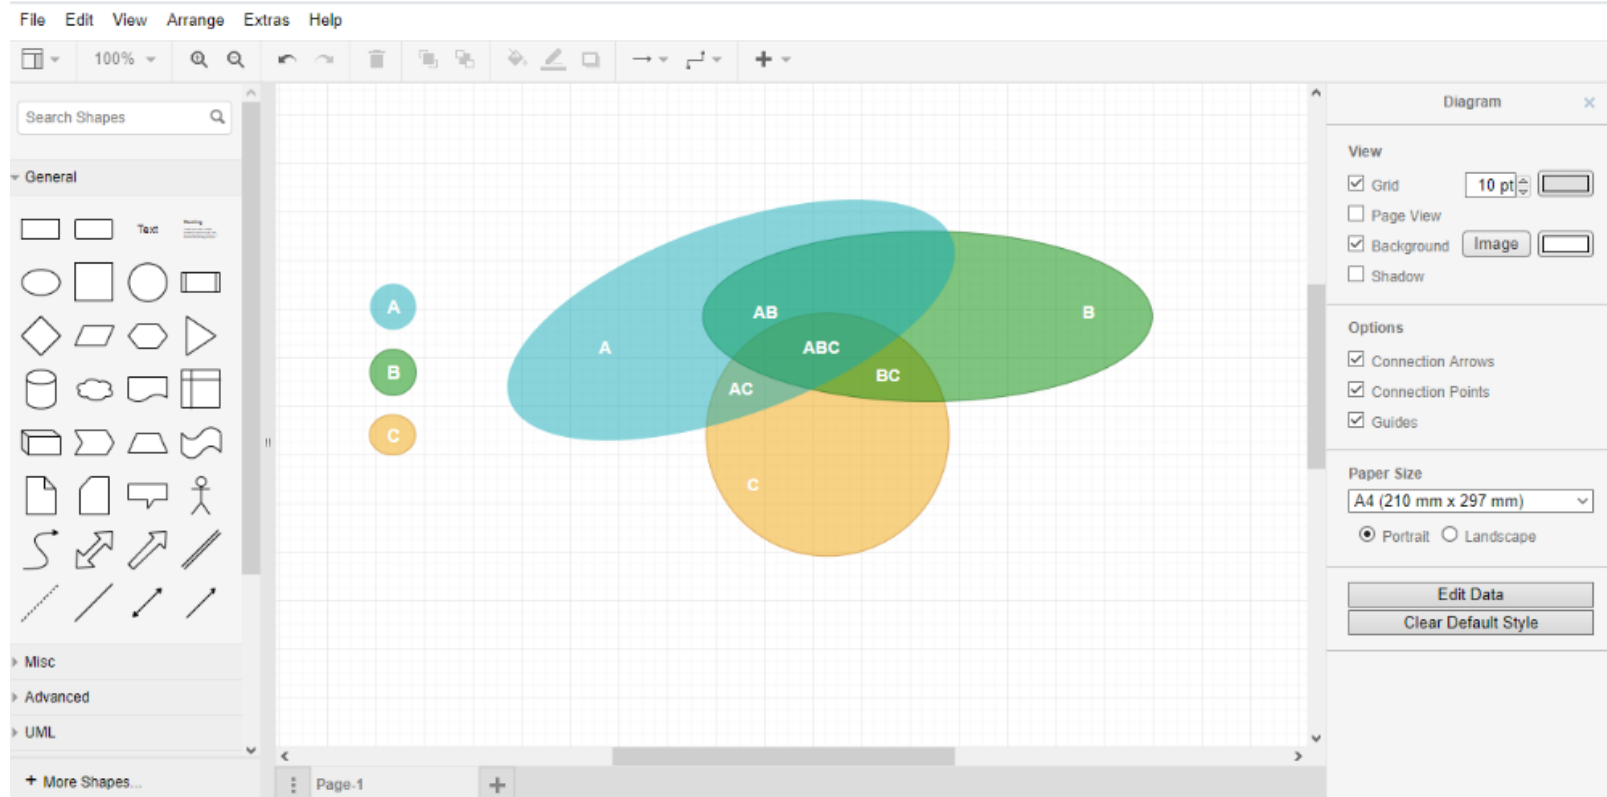 File Edit View Arrange Extras Help
100%
Search Shapes
General
Text
Heading
Misc
Advanced
UML
+ More Shapes...
A
B
C
A
AB
B
ABC
AC
BC
C
Page-1
Diagram
View
Grid 10 pt
Page View
Background Image
Shadow
Options
Connection Arrows
Connection Points
Guides
Paper Size
A4 (210 mm x 297 mm)
Portrait Landscape
Edit Data
Clear Default Style